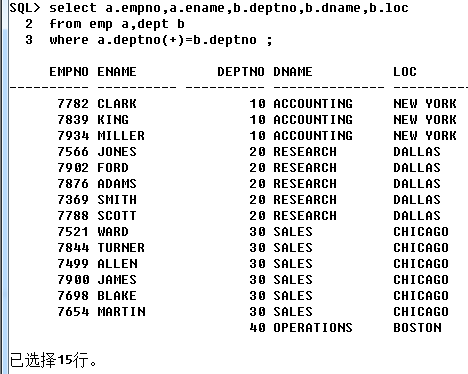 SQL> select a.empno,a.ename,b.deptno,b.dname,b.loc
  2  from emp a,dept b
  3  where a.deptno(+)=b.deptno ;
     EMPNO ENAME          DEPTNO DNAME          LOC
---------- ---------- ---------- -------------- ----------
      7782 CLARK              10 ACCOUNTING     NEW YORK
      7839 KING               10 ACCOUNTING     NEW YORK
      7934 MILLER             10 ACCOUNTING     NEW YORK
      7566 JONES              20 RESEARCH       DALLAS
      7902 FORD               20 RESEARCH       DALLAS
      7876 ADAMS              20 RESEARCH       DALLAS
      7369 SMITH              20 RESEARCH       DALLAS
      7788 SCOTT              20 RESEARCH       DALLAS
      7521 WARD               30 SALES          CHICAGO
      7844 TURNER             30 SALES          CHICAGO
      7499 ALLEN              30 SALES          CHICAGO
      7900 JAMES              30 SALES          CHICAGO
      7698 BLAKE              30 SALES          CHICAGO
      7654 MARTIN             30 SALES          CHICAGO
                              40 OPERATIONS     BOSTON
已选择15行。